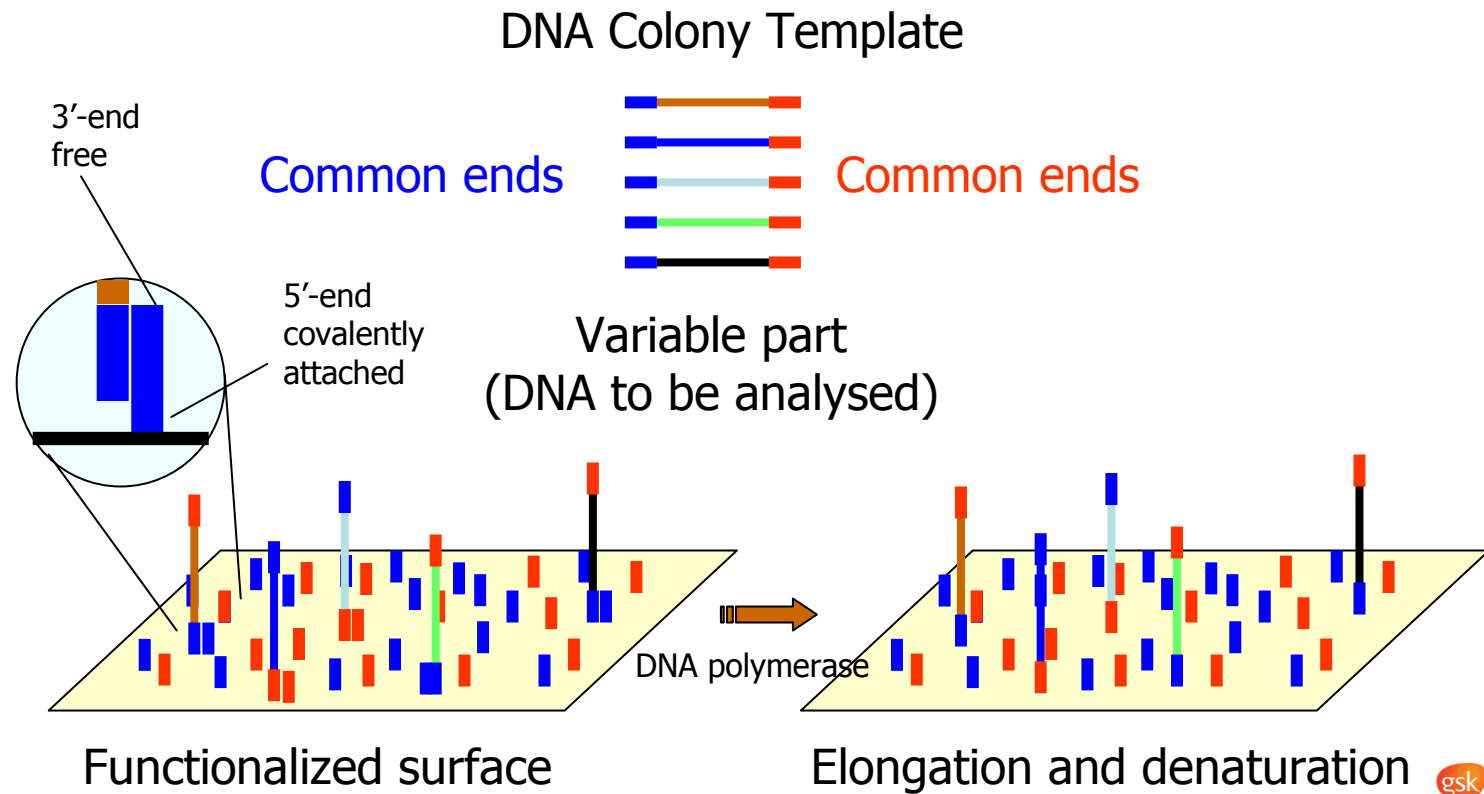 DNA Colony Template
3’-end
free
Common ends
Common ends
5’-end
covalently
attached
Variable part
(DNA to be analysed)
DNA polymerase
Functionalized surface
Elongation and denaturation
gsk